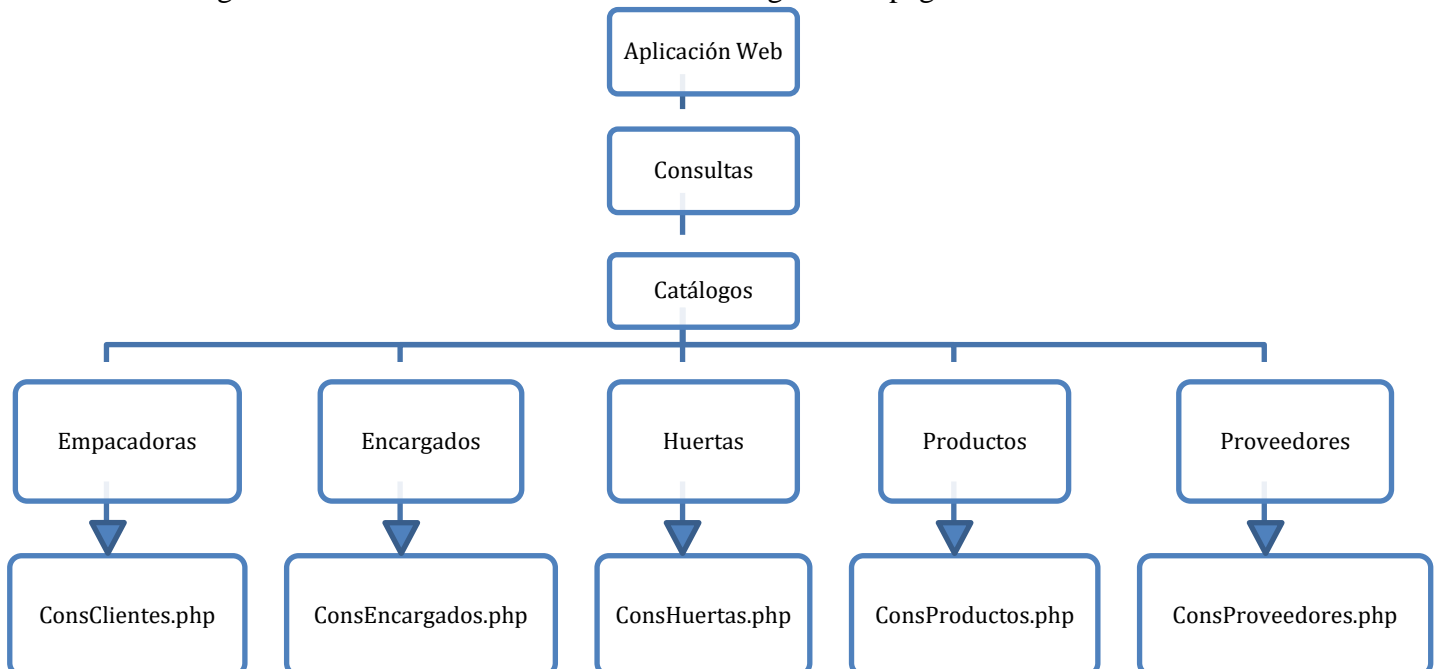 Aplicación Web
Consultas
Catálogos
Empacadoras
Encargados
Huertas
Productos
Proveedores
ConsClientes.php
ConsEncargados.php
ConsHuertas.php
ConsProductos.php
ConsProveedores.php